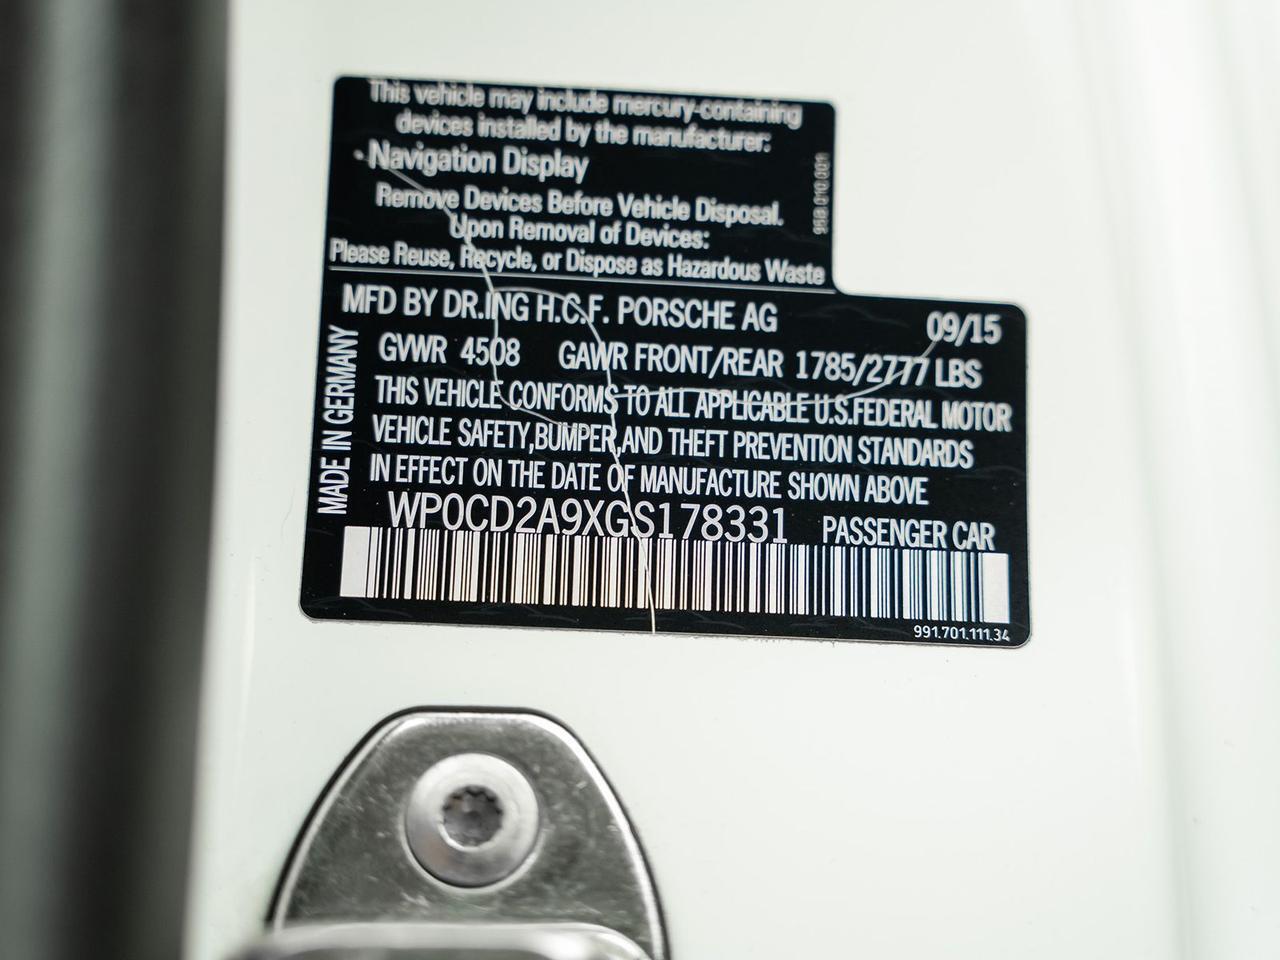 This vehicle may include mercury-containing
devices installed by the manufacturer:
· Navigation Display
Remove Devices Before Vehicle Disposal.
Upon Removal of Devices:
Please Reuse, Recycle, or Dispose as Hazardous Waste
958 010 001
MFD BY DR.ING H.C.F. PORSCHE AG 09/15
GVWR 4508 GAWR FRONT/REAR 1785/2777 LBS
THIS VEHICLE CONFORMS TO ALL APPLICABLE U.S.FEDERAL MOTOR
VEHICLE SAFETY,BUMPER,AND THEFT PREVENTION STANDARDS
IN EFFECT ON THE DATE OF MANUFACTURE SHOWN ABOVE
MADE IN GERMANY
WP0CD2A9XGS178331 PASSENGER CAR
991.701.111.34